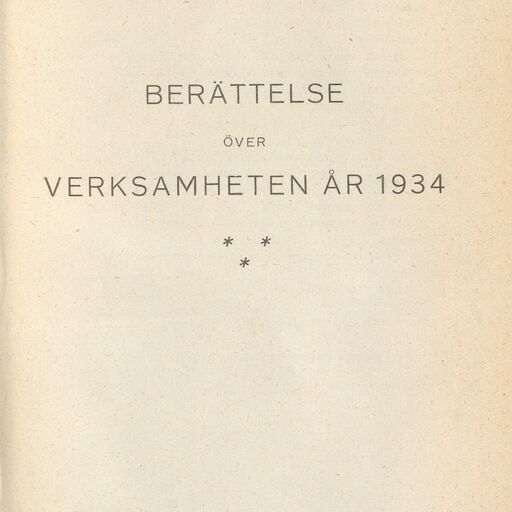 BERÄTTELSE
ÖVER
VERKSAMHETEN ÅR 1934
* *
*